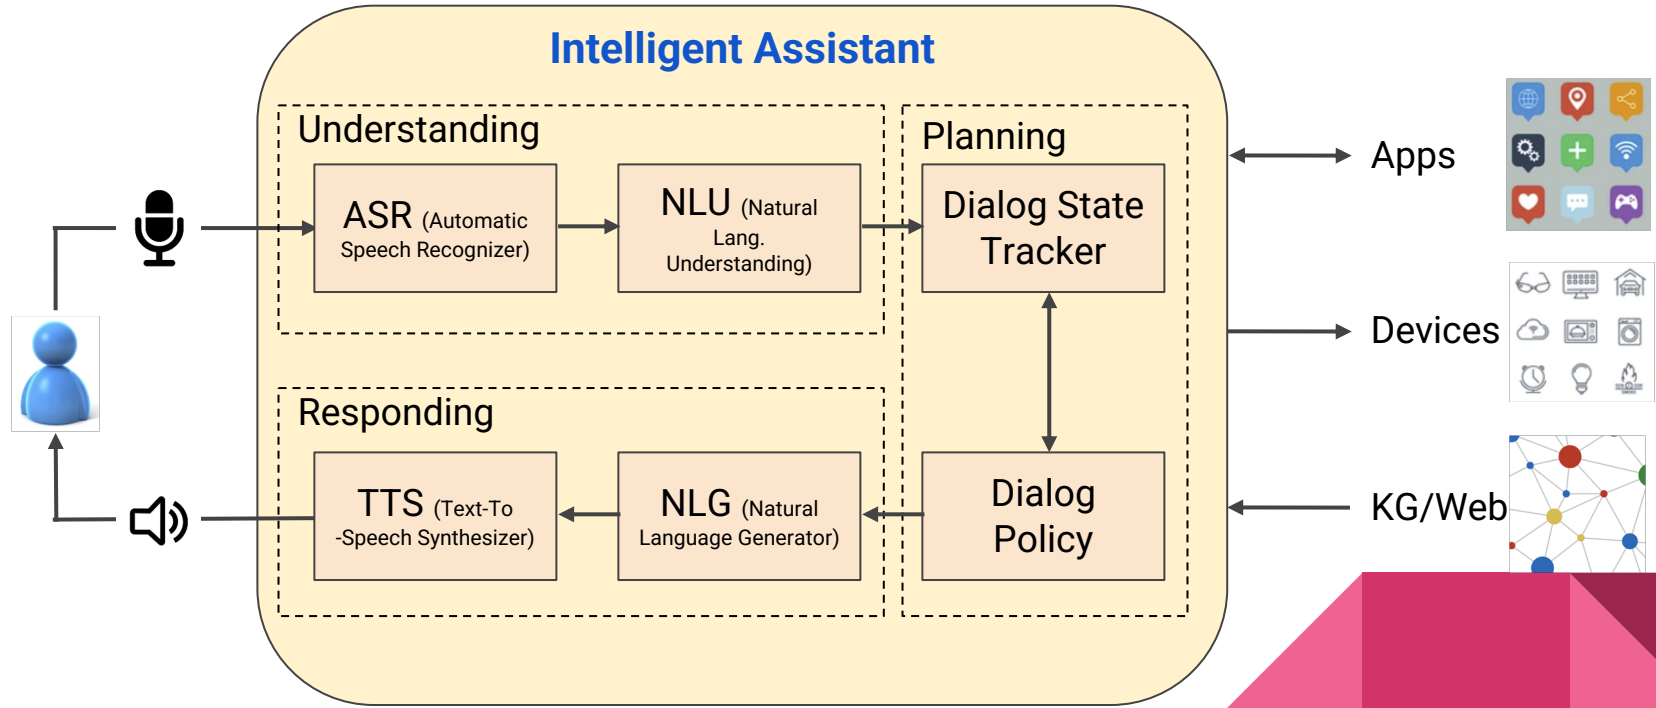 Intelligent Assistant
Understanding
ASR (Automatic
Speech Recognizer)
NLU (Natural
Lang.
Understanding)
Planning
Dialog State
Tracker
Responding
TTS (Text-To
-Speech Synthesizer)
NLG (Natural
Language Generator)
Dialog
Policy
Apps
Devices
KG/Web